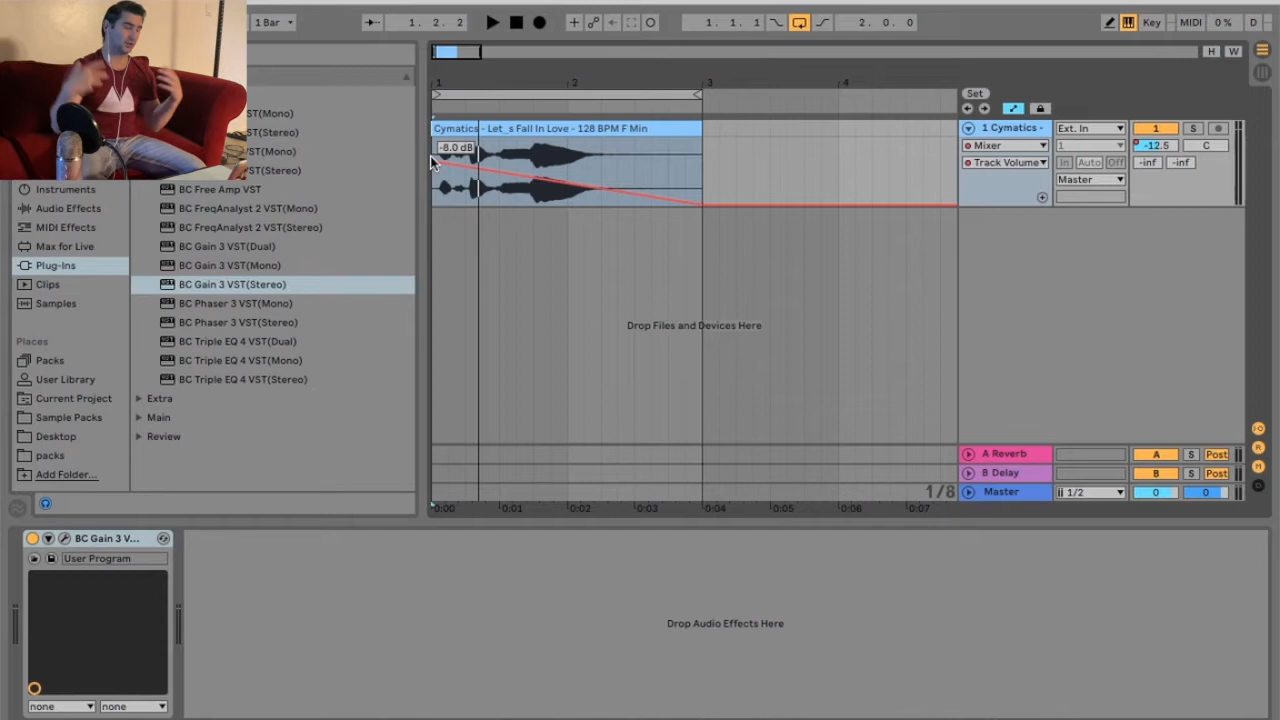 1 Bar
1. 2. 2
1. 1. 1
2. 0. 0
Key
MIDI
0 %
D
H
W
1
2
3
4
Set
ST(Mono)
ST(Stereo)
ST(Mono)
ST(Stereo)
BC Free Amp VST
BC FreqAnalyst 2 VST(Mono)
BC FreqAnalyst 2 VST(Stereo)
BC Gain 3 VST(Dual)
BC Gain 3 VST(Mono)
BC Gain 3 VST(Stereo)
BC Phaser 3 VST(Mono)
BC Phaser 3 VST(Stereo)
BC Triple EQ 4 VST(Dual)
BC Triple EQ 4 VST(Mono)
BC Triple EQ 4 VST(Stereo)
Extra
Main
Review
Instruments
Audio Effects
MIDI Effects
Max for Live
Plug-Ins
Clips
Samples
Places
Packs
User Library
Current Project
Sample Packs
Desktop
packs
Add Folder...
Cymatics - Let_s Fall In Love - 128 BPM F Min
-8.0 dB
Drop Files and Devices Here
1 Cymatics -
Mixer
Track Volume
Ext. In
1
In
Auto
Off
Master
1
S
-12.5
C
-inf
-inf
A Reverb
A
S
Post
B Delay
B
S
Post
Master
1/2
0
0
1/8
0:00
0:01
0:02
0:03
0:04
0:05
0:06
0:07
BC Gain 3 V...
User Program
none
none
Drop Audio Effects Here